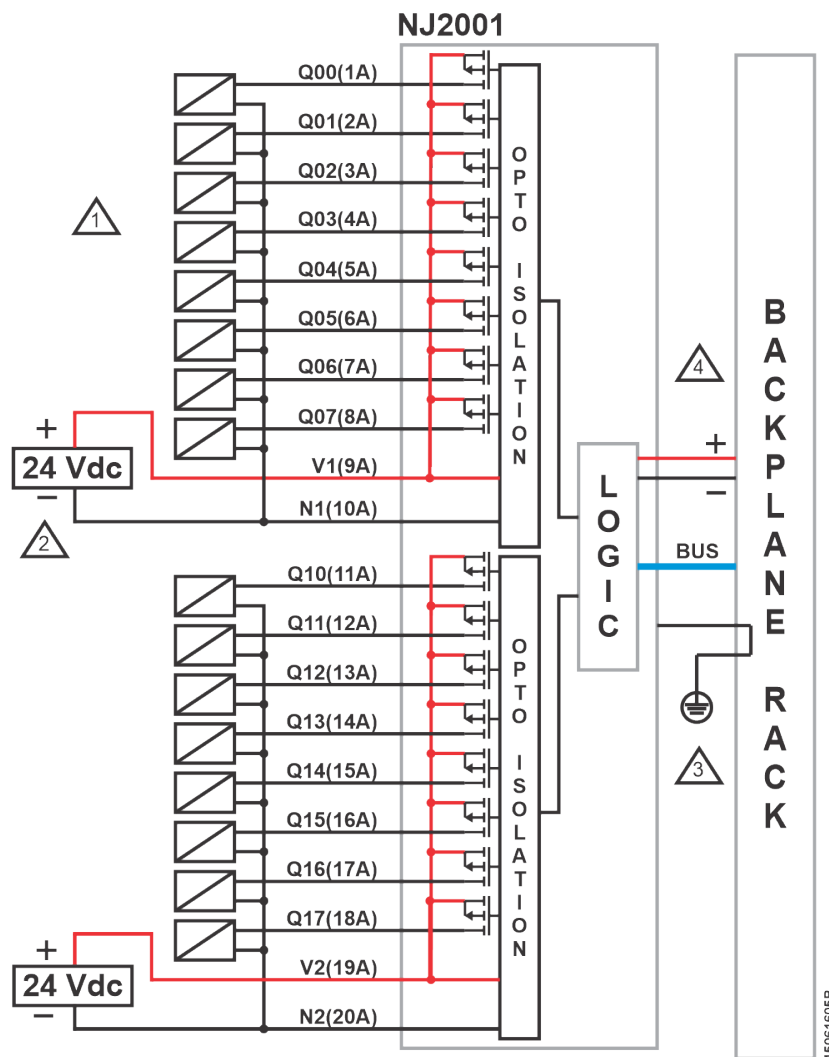 NJ2001
Q00(1A)
Q01(2A)
Q02(3A)
Q03(4A)
Q04(5A)
Q05(6A)
Q06(7A)
Q07(8A)
V1(9A)
N1(10A)
+
24 Vdc
−
1
2
OPTO ISOLATION
Q10(11A)
Q11(12A)
Q12(13A)
Q13(14A)
Q14(15A)
Q15(16A)
Q16(17A)
Q17(18A)
V2(19A)
N2(20A)
+
24 Vdc
−
OPTO ISOLATION
LOGIC
4
+
−
BUS
3
BACKPLANE RACK